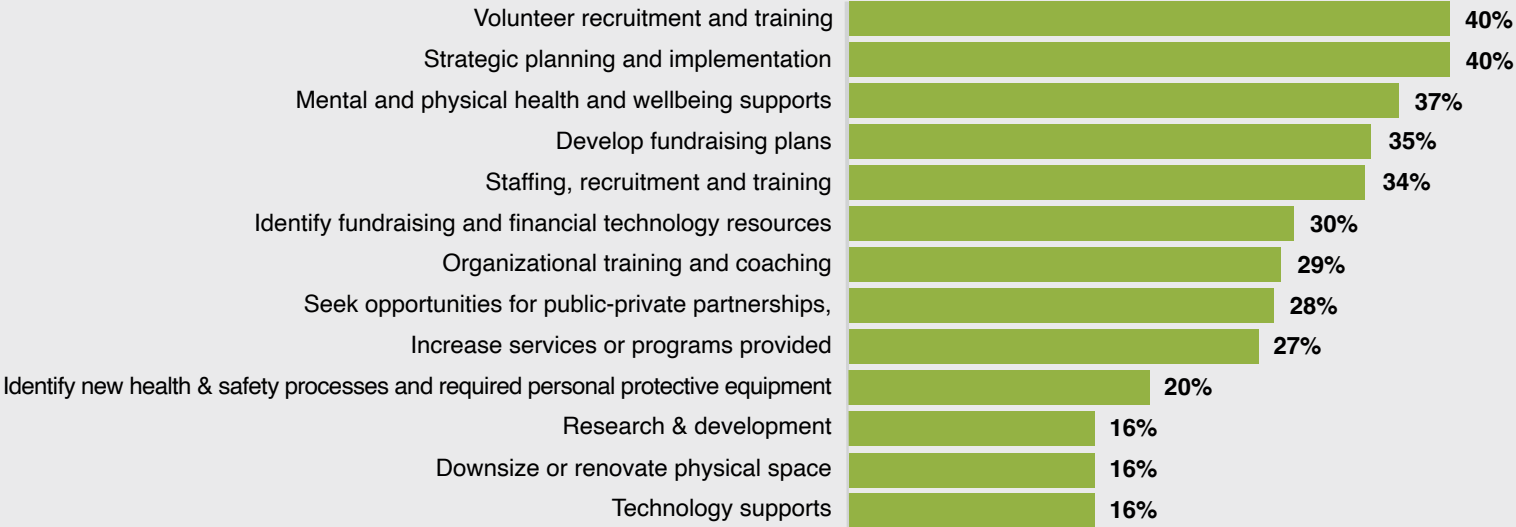 Volunteer recruitment and training 40%
Strategic planning and implementation 40%
Mental and physical health and wellbeing supports 37%
Develop fundraising plans 35%
Staffing, recruitment and training 34%
Identify fundraising and financial technology resources 30%
Organizational training and coaching 29%
Seek opportunities for public-private partnerships, 28%
Increase services or programs provided 27%
Identify new health & safety processes and required personal protective equipment 20%
Research & development 16%
Downsize or renovate physical space 16%
Technology supports 16%